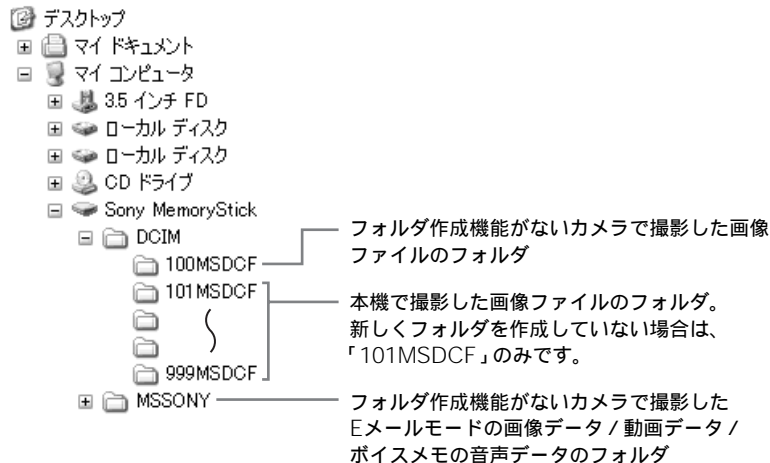 デスクトップ
マイ ドキュメント
マイ コンピュータ
3.5 インチ FD
ローカル ディスク
ローカル ディスク
CD ドライブ
Sony MemoryStick
DCIM
100MSDCF
101MSDCF
999MSDCF
MSSONY
フォルダ作成機能がないカメラで撮影した画像
ファイルのフォルダ
本機で撮影した画像ファイルのフォルダ。
新しくフォルダを作成していない場合は、
「101MSDCF」のみです。
フォルダ作成機能がないカメラで撮影した
Eメールモードの画像データ/動画データ/
ボイスメモの音声データのフォルダ